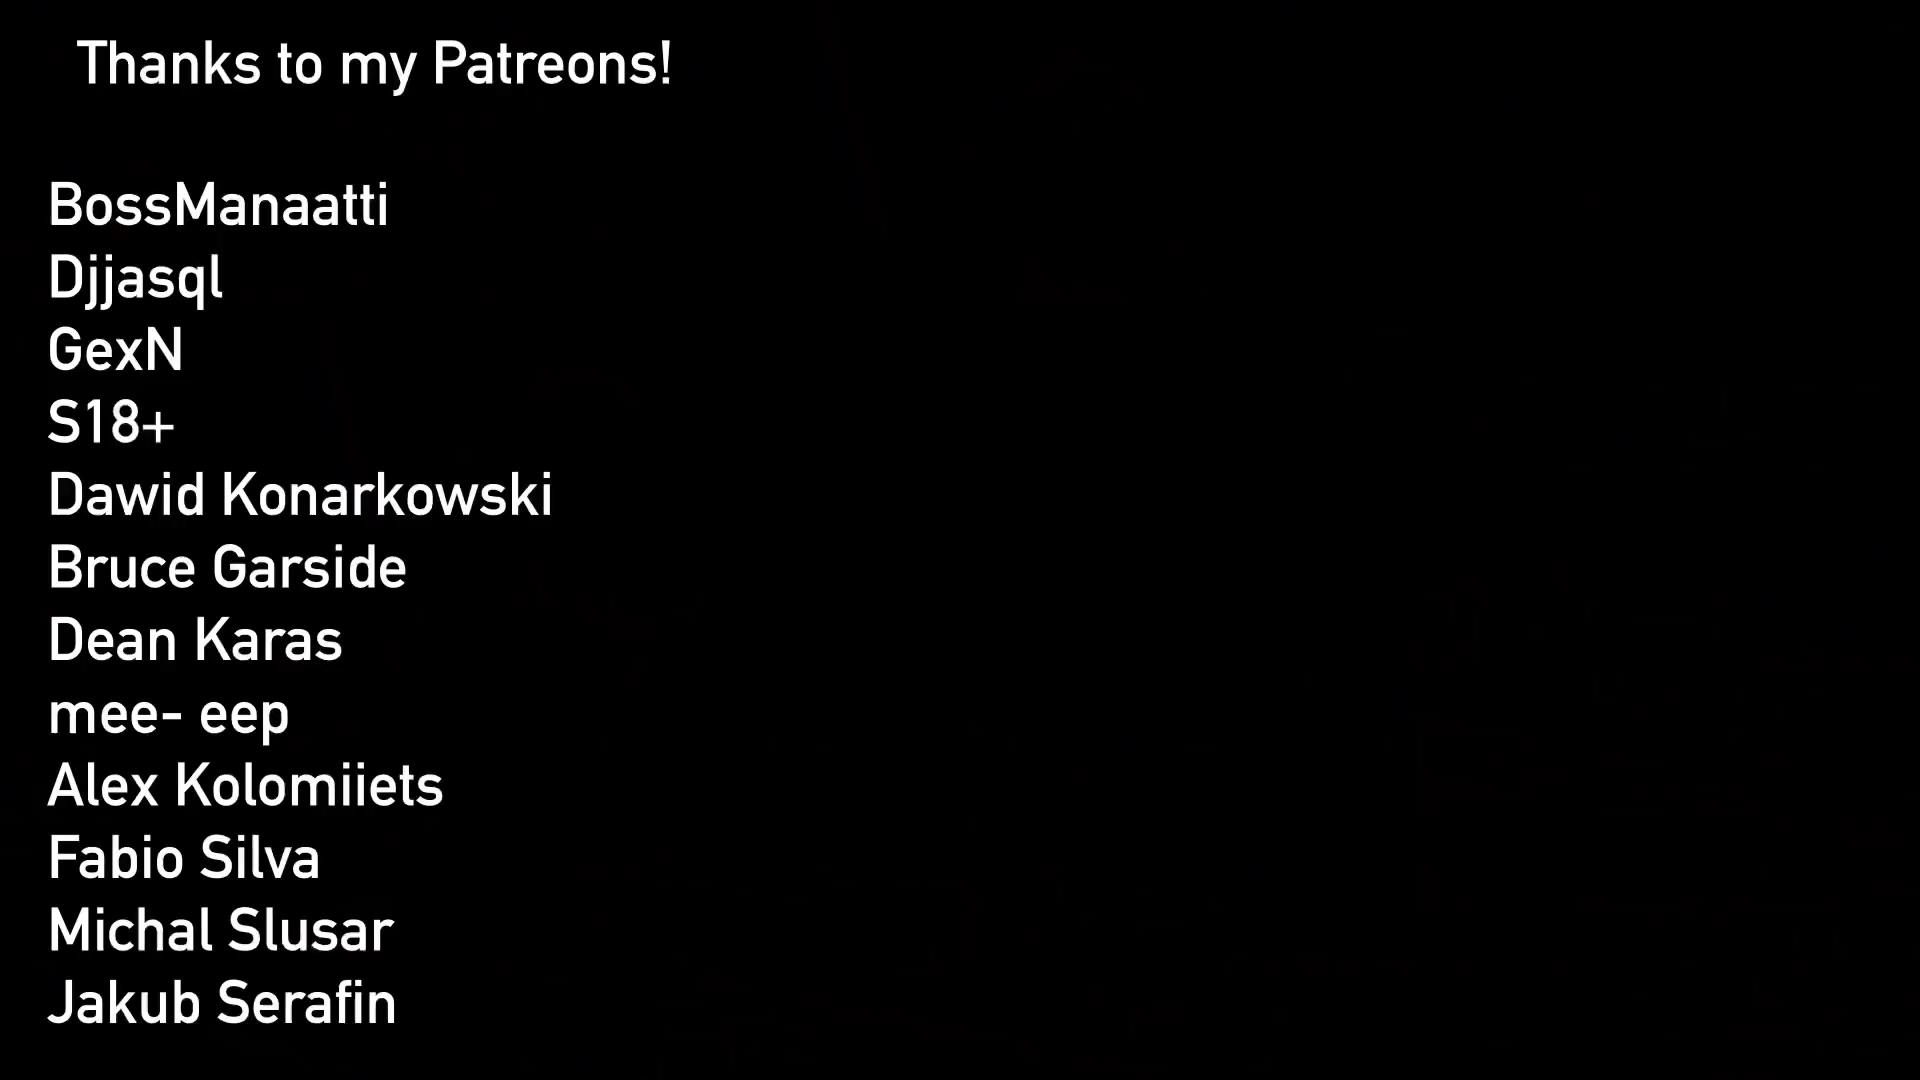 Thanks to my Patreons!
BossManaatti
Djjasql
GexN
S18+
Dawid Konarkowski
Bruce Garside
Dean Karas
mee- eep
Alex Kolomiiets
Fabio Silva
Michal Slusar
Jakub Serafin